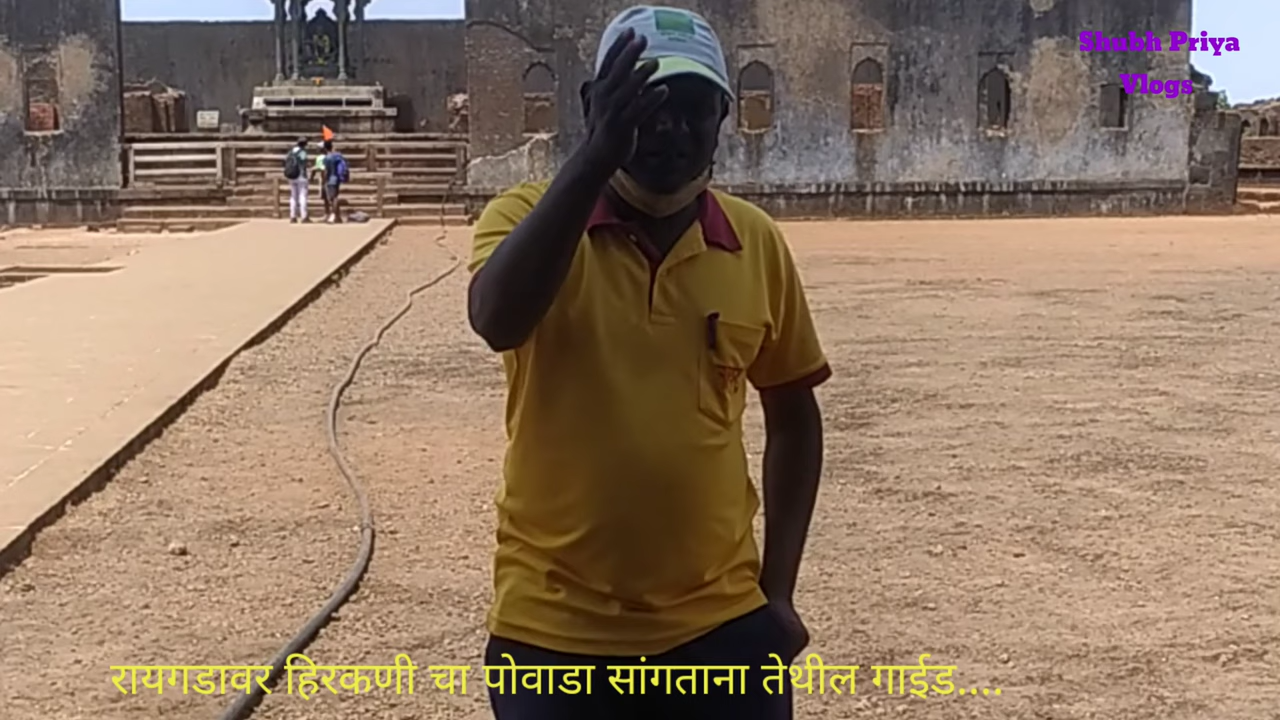 Shubh Priya
Vlogs
रायगडावर हिरकणी चा पोवाडा सांगताना तेथील गाईड....